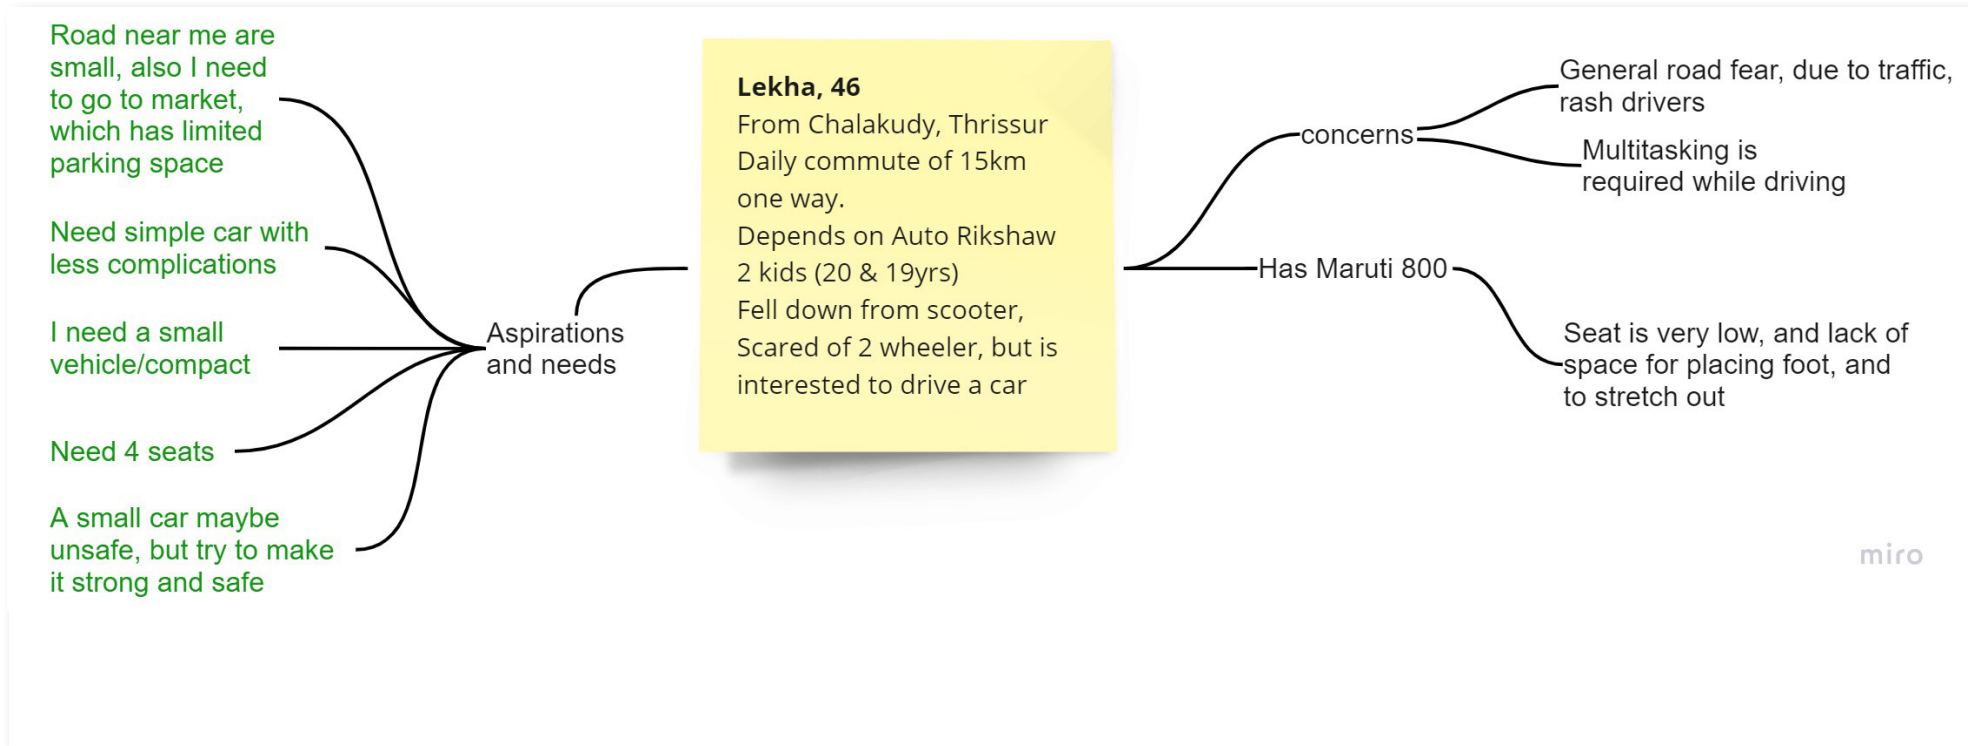 Road near me are
small, also I need
to go to market,
which has limited
parking space
Need simple car with
less complications
I need a small
vehicle/compact
Need 4 seats
A small car maybe
unsafe, but try to make
it strong and safe
Aspirations
and needs
Lekha, 46
From Chalakudy, Thrissur
Daily commute of 15km
one way.
Depends on Auto Rikshaw
2 kids (20 & 19yrs)
Fell down from scooter,
Scared of 2 wheeler, but is
interested to drive a car
concerns
General road fear, due to traffic,
rash drivers
Multitasking is
required while driving
Has Maruti 800
Seat is very low, and lack of
space for placing foot, and
to stretch out
miro